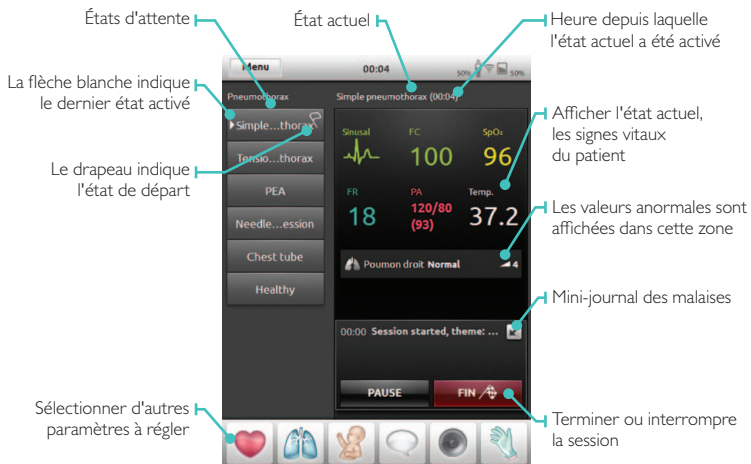 États d'attente
État actuel
Heure depuis laquelle
l'état actuel a été activé
La flèche blanche indique
le dernier état activé
Le drapeau indique
l'état de départ
Sélectionner d'autres
paramètres à régler
Menu
00:04
50%
50%
Pneumothorax
Simple pneumothorax (00:04)
Simple...thorax
Tensio...thorax
PEA
Needle...ession
Chest tube
Healthy
Sinusal
FC
SpO₂
100
96
FR
PA
Temp.
18
120/80
(93)
37.2
Poumon droit Normal
4
00:00 Session started, theme: ...
PAUSE
FIN
Afficher l'état actuel,
les signes vitaux
du patient
Les valeurs anormales sont
affichées dans cette zone
Mini-journal des malaises
Terminer ou interrompre
la session